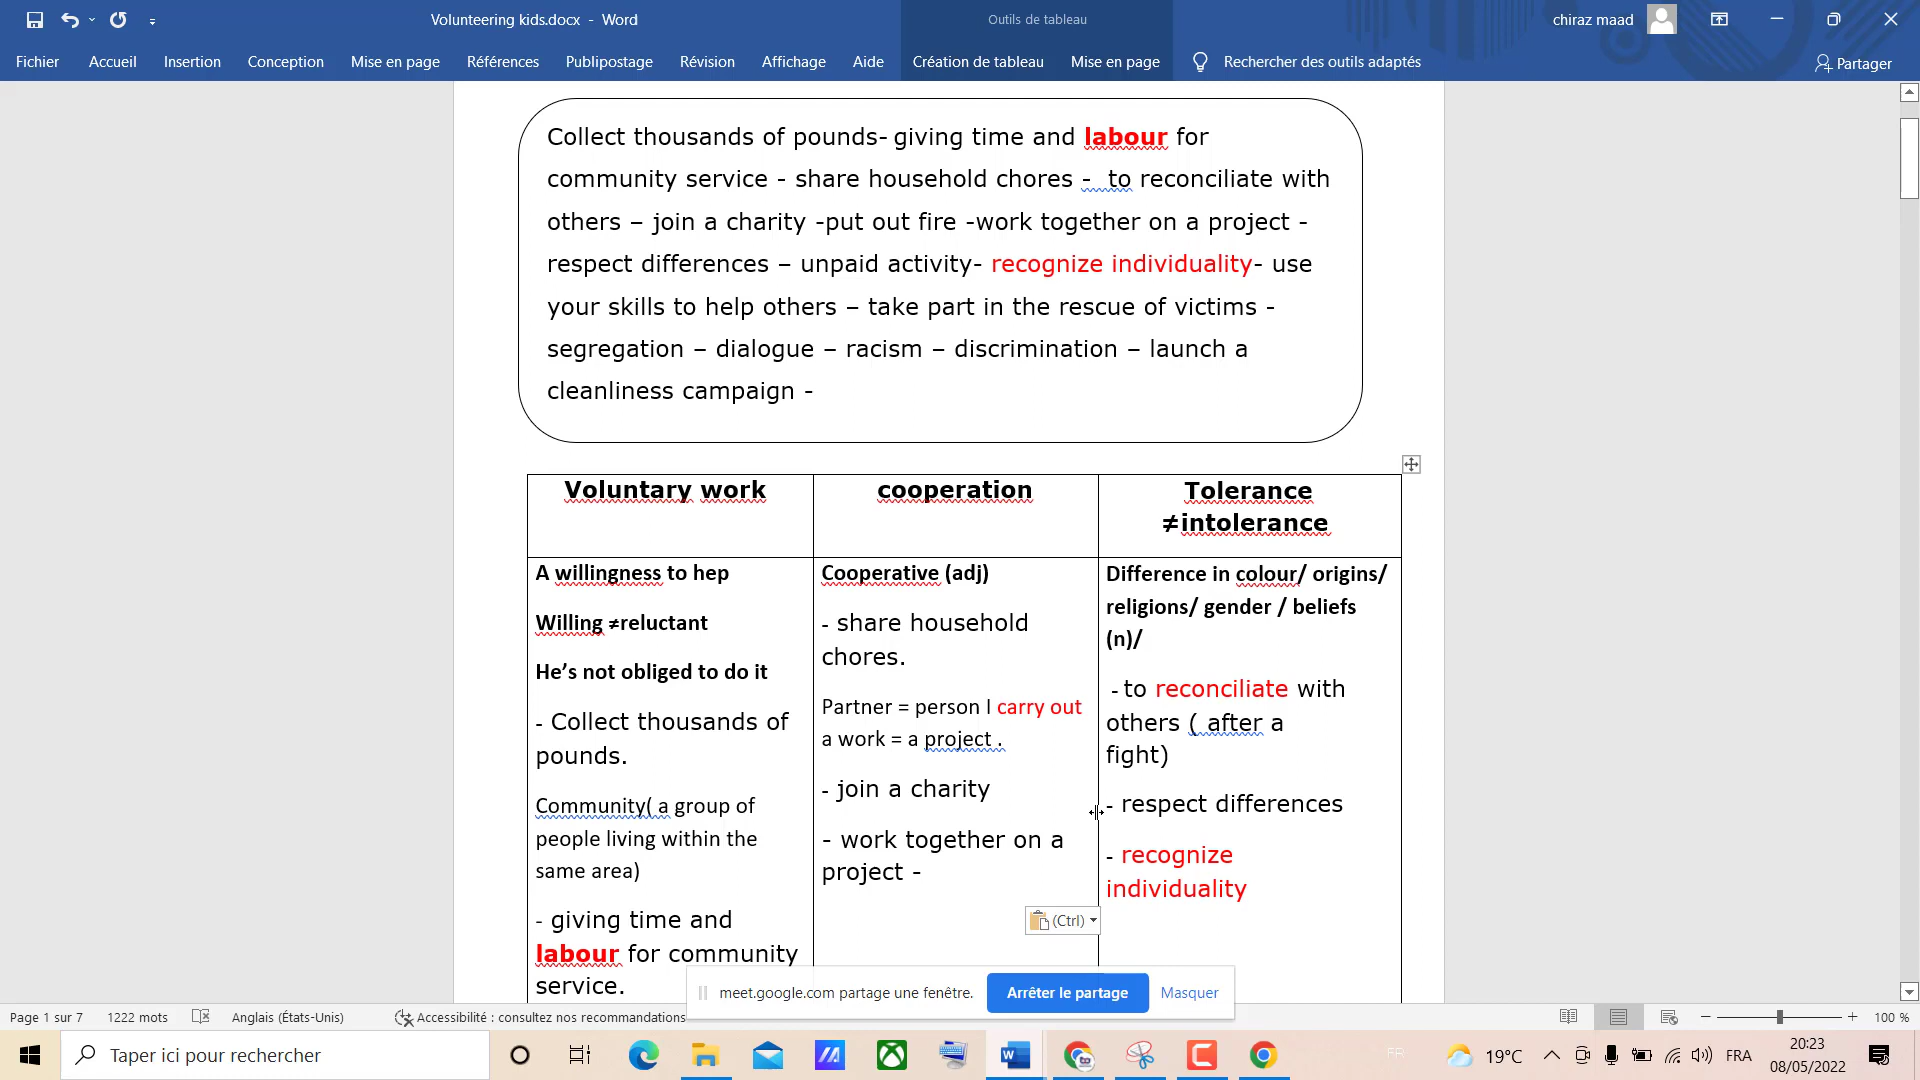 Volunteering kids.docx - Word
Outils de tableau
chiraz maad
Fichier Accueil Insertion Conception Mise en page Références Publipostage Révision Affichage Aide Création de tableau Mise en page Rechercher des outils adaptés Partager
Collect thousands of pounds- giving time and labour for
community service - share household chores - to reconciliate with
others – join a charity -put out fire -work together on a project -
respect differences – unpaid activity- recognize individuality- use
your skills to help others – take part in the rescue of victims -
segregation – dialogue – racism – discrimination – launch a
cleanliness campaign -
Voluntary work
cooperation
Tolerance
≠intolerance
A willingness to hep
Willing ≠reluctant
He’s not obliged to do it
- Collect thousands of
pounds.
Community( a group of
people living within the
same area)
- giving time and
labour for community
service.
Cooperative (adj)
- share household
chores.
Partner = person I carry out
a work = a project .
- join a charity
- work together on a
project -
Difference in colour/ origins/
religions/ gender / beliefs
(n)/
- to reconciliate with
others ( after a
fight)
- respect differences
- recognize
individuality
(Ctrl)
meet.google.com partage une fenêtre. Arrêter le partage Masquer
Page 1 sur 7 1222 mots Anglais (États-Unis) Accessibilité : consultez nos recommandations 100 %
Taper ici pour rechercher
FR
19°C
FRA
20:23
08/05/2022